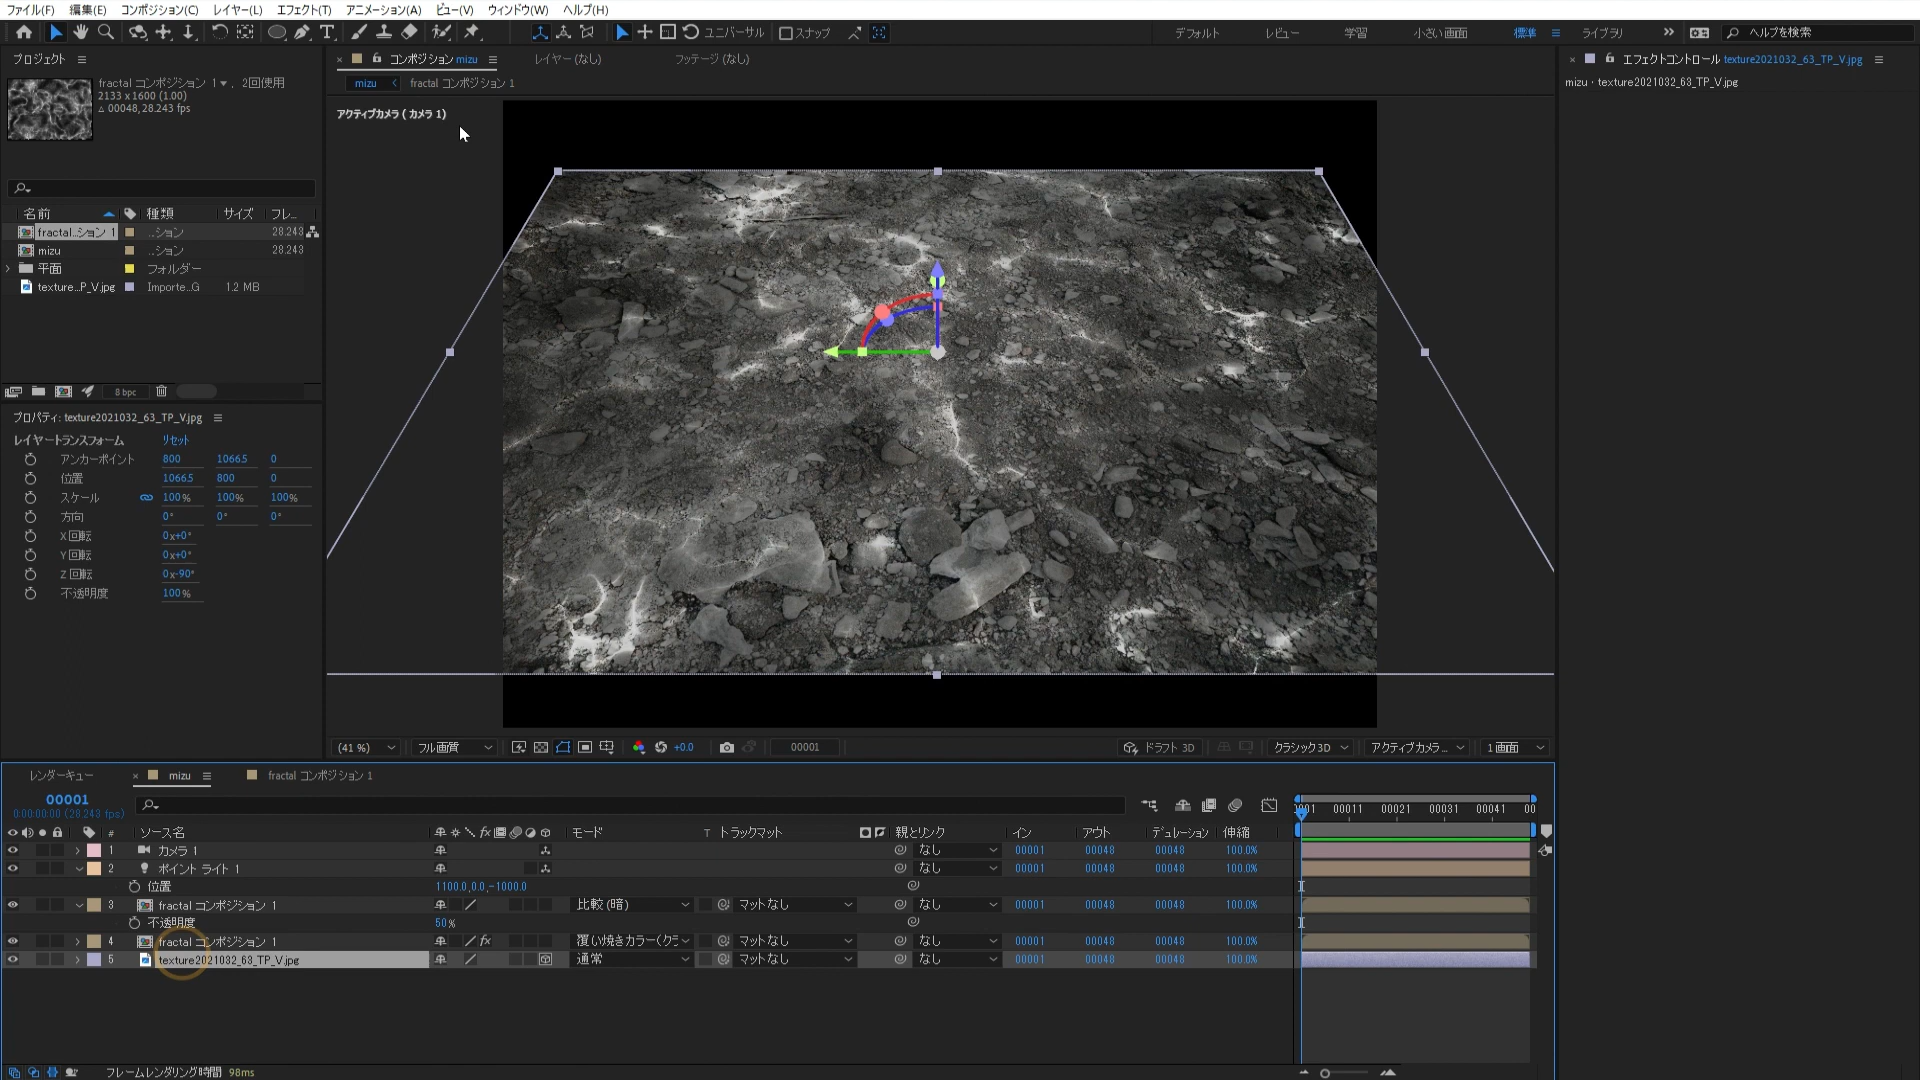 ファイル(F) 編集(E) コンポジション(C) レイヤー(L) エフェクト(T) アニメーション(A) ビュー(V) ウィンドウ(W) ヘルプ(H)
ユニバーサル スナップ デフォルト レビュー 学習 小さい画面 標準 ライブラリ ヘルプを検索
プロジェクト
fractal コンポジション 1 , 2回使用
2133 x 1600 (1.00)
△ 00048, 28.243 fps
名前 種類 サイズ フレ...
fractal...ション 1 ...ション 28.243
mizu ...ション 28.243
平面 フォルダー
texture...P_V.jpg Importe...G 1.2 MB
8 bpc
プロパティ: texture2021032_63_TP_V.jpg
レイヤートランスフォーム リセット
アンカーポイント 800 1066.5 0
位置 1066.5 800 0
スケール 100% 100% 100%
方向 0° 0° 0°
X 回転 0x+0°
Y 回転 0x+0°
Z 回転 0x-90°
不透明度 100%
コンポジション mizu レイヤー (なし) フッテージ (なし)
mizu fractal コンポジション 1
アクティブカメラ (カメラ 1)
(41 %) フル画質 +0.0 00001 ドラフト 3D クラシック3D アクティブカメラ... 1 画面
エフェクトコントロール texture2021032_63_TP_V.jpg
mizu · texture2021032_63_TP_V.jpg
レンダーキュー mizu fractal コンポジション 1
00001
0:00:00:00 (28.243 fps)
00011 00021 00031 00041
# ソース名 fx モード T トラックマット 親とリンク イン アウト デュレーション 伸縮
1 カメラ 1 なし 00001 00048 00048 100.0%
2 ポイント ライト 1 なし 00001 00048 00048 100.0%
位置 1100.0,0.0,-1000.0
3 fractal コンポジション 1 比較 (暗) マットなし なし 00001 00048 00048 100.0%
不透明度 50%
4 fractal コンポジション 1 fx 覆い焼きカラー(クラ マットなし なし 00001 00048 00048 100.0%
5 texture2021032_63_TP_V.jpg 通常 マットなし なし 00001 00048 00048 100.0%
フレームレンダリング時間 98ms